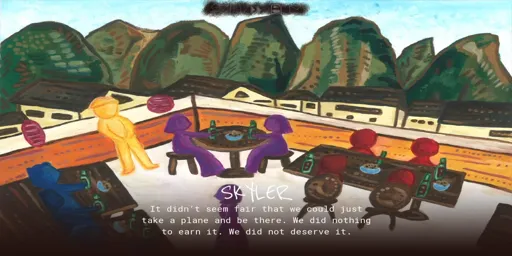 SKYLER
It didn't seem fair that we could just
take a plane and be there. We did nothing
to earn it. We did not deserve it.